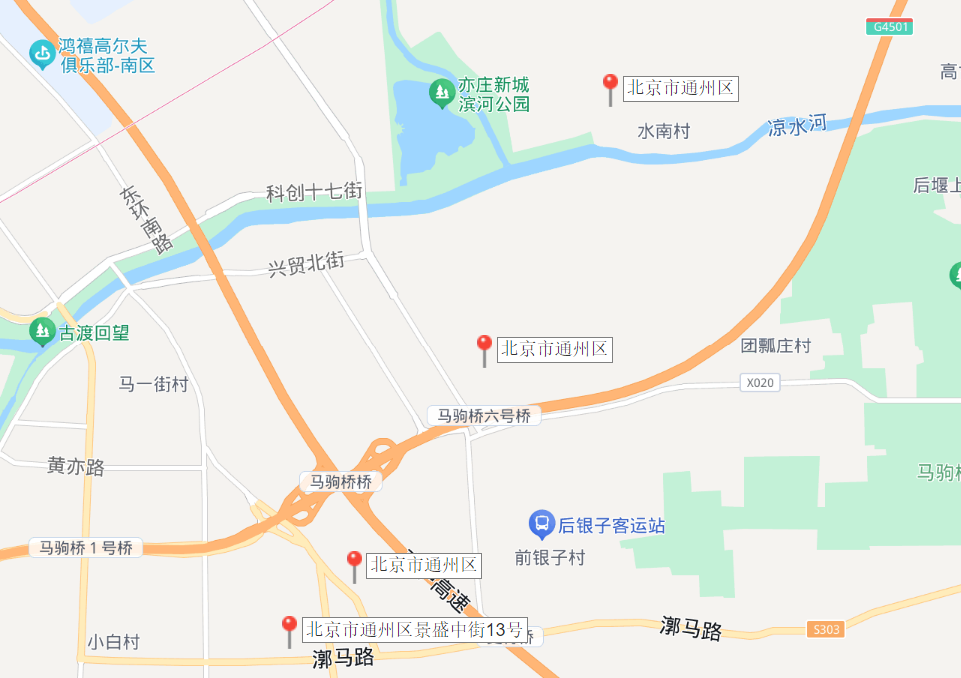 G4501
鸿禧高尔夫
俱乐部-南区
亦庄新城
滨河公园
北京市通州区
水南村
凉水河
科创十七街
后堰上
东环南路
兴贸北街
古渡回望
北京市通州区
团瓢庄村
马一街村
X020
马驹桥六号桥
黄亦路
马驹桥桥
马驹桥
后银子客运站
马驹桥1号桥
前银子村
北京市通州区
高速
北京市通州区景盛中街13号
漷马路
S303
小白村
漷马路